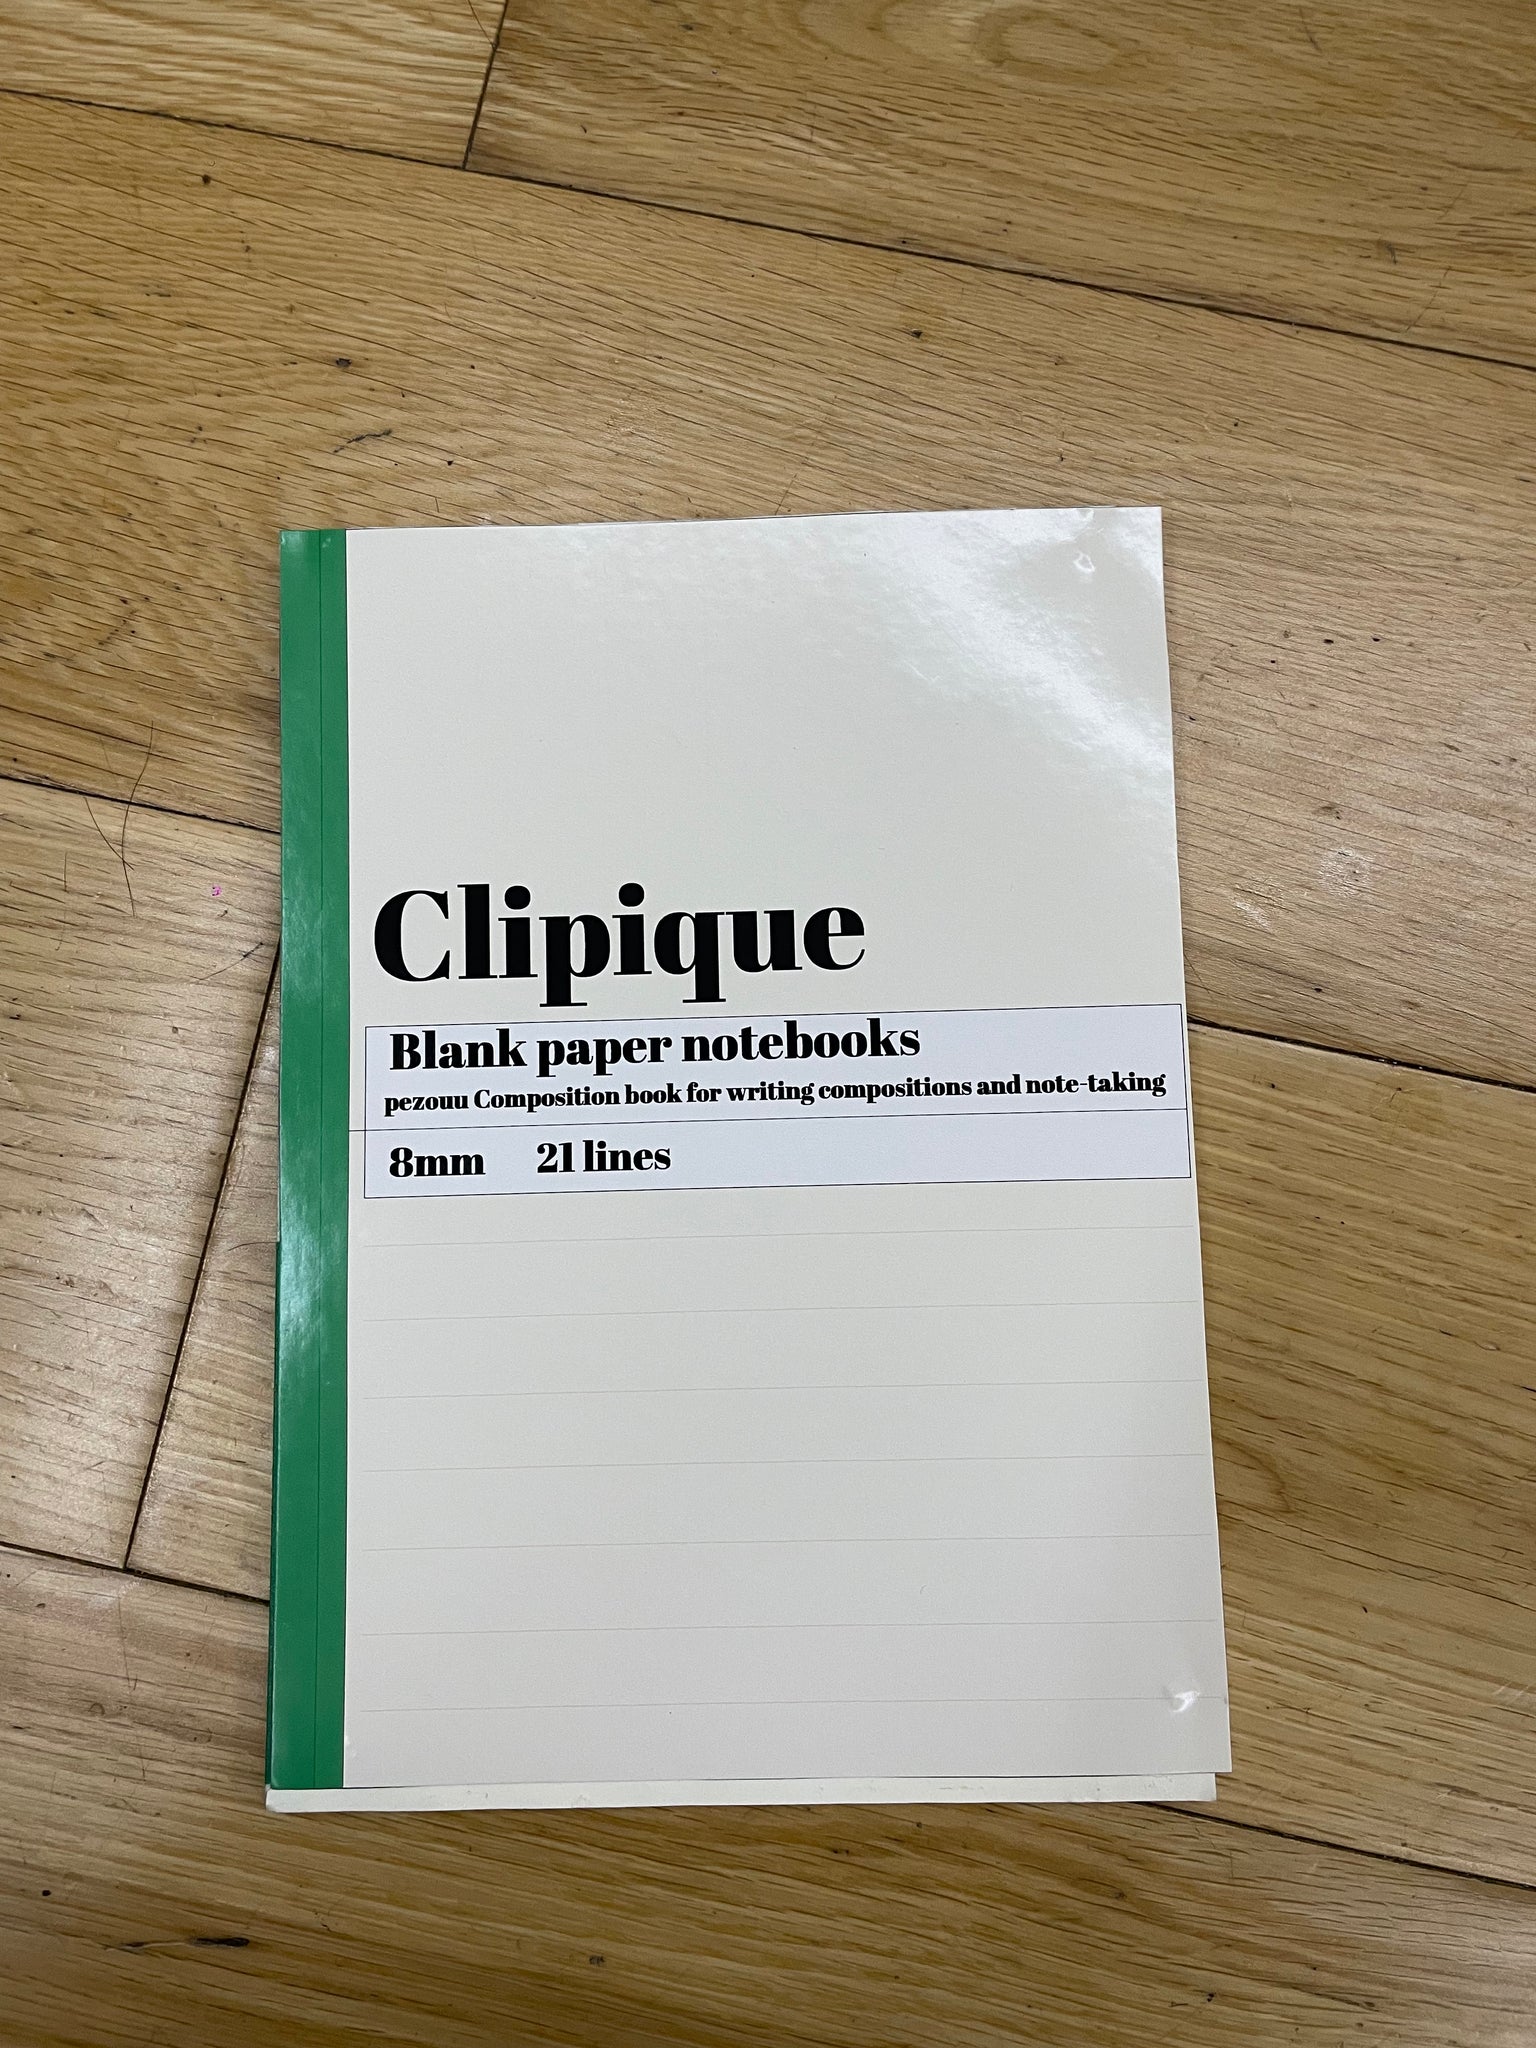 Clipique
Blank paper notebooks
pezouu Composition book for writing compositions and note-taking
8mm 21 lines